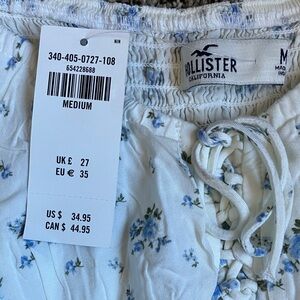 340-405-0727-108
654228688
MEDIUM
UK £ 27
EU € 35
US $ 34.95
CAN $ 44.95
HOLLISTER
CALIFORNIA
M